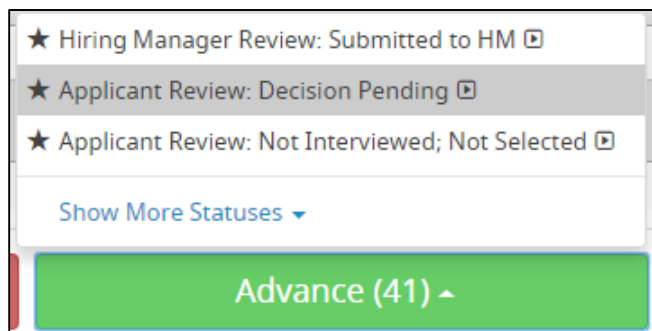 Hiring Manager Review: Submitted to HM
Applicant Review: Decision Pending
Applicant Review: Not Interviewed; Not Selected
Show More Statuses
Advance (41)